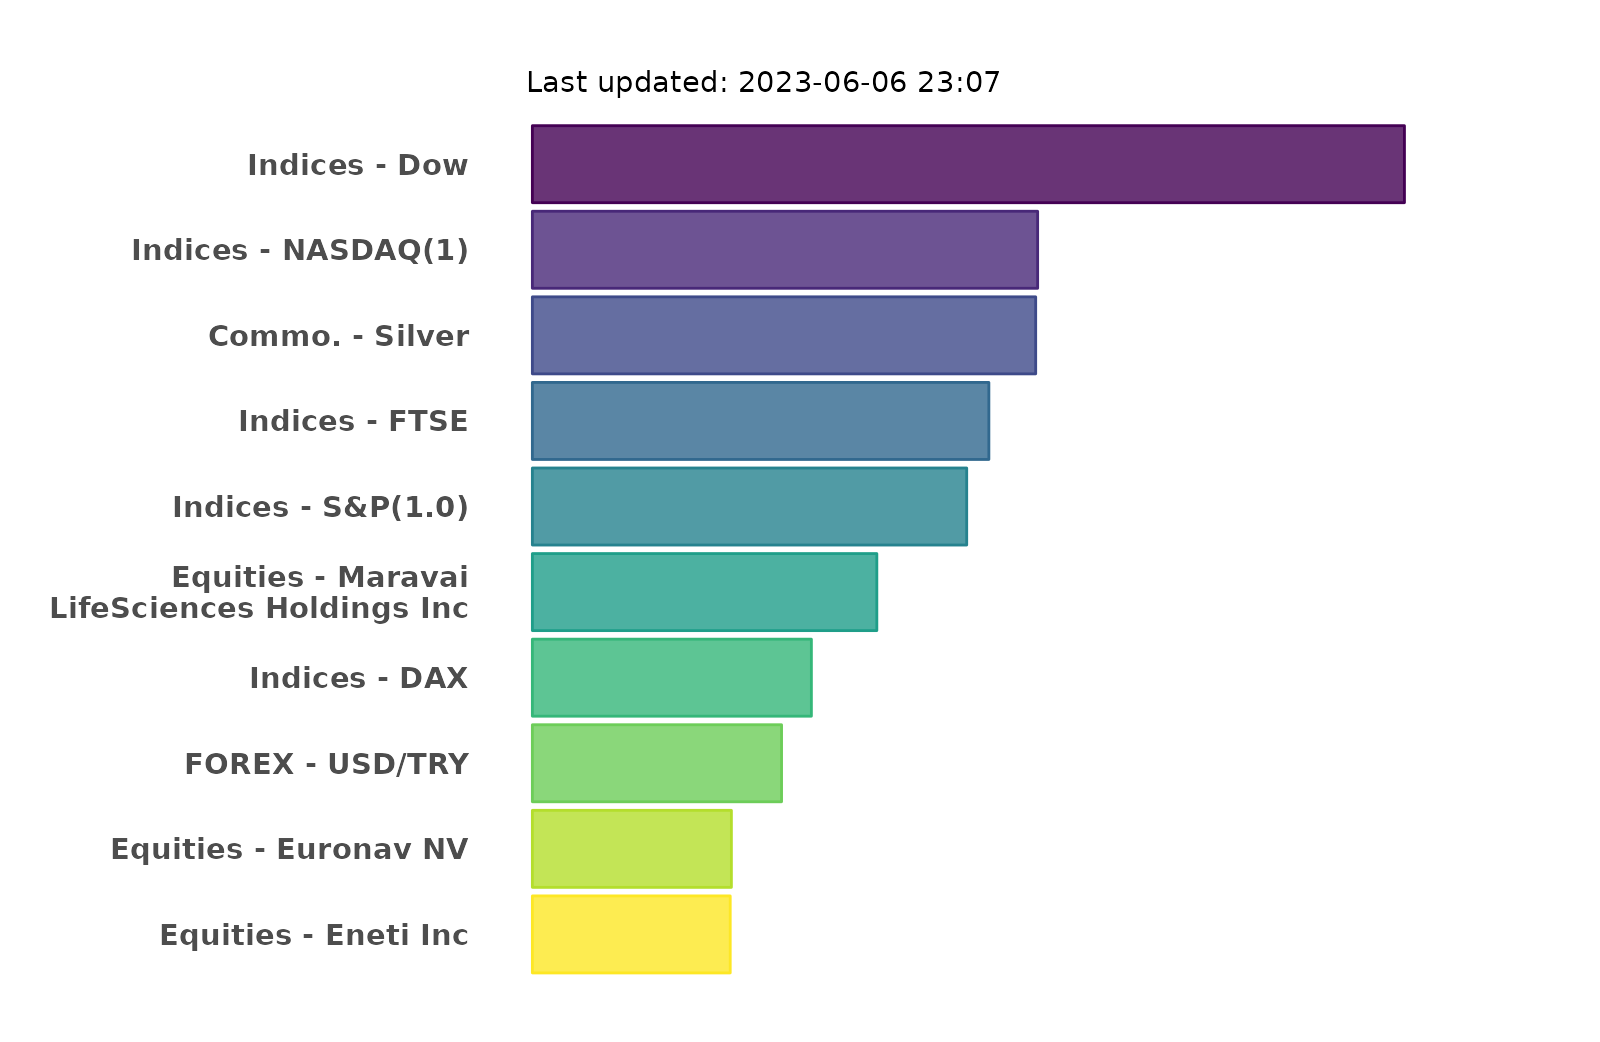 Last updated: 2023-06-06 23:07
Indices - Dow
Indices - NASDAQ(1)
Commo. - Silver
Indices - FTSE
Indices - S&P(1.0)
Equities - Maravai
LifeSciences Holdings Inc
Indices - DAX
FOREX - USD/TRY
Equities - Euronav NV
Equities - Eneti Inc